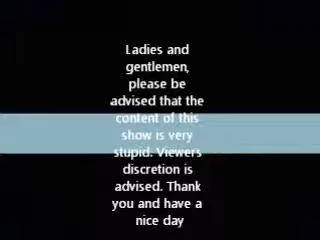 Ladies and
gentlemen,
please be
advised that the
content of this
show is very
stupid. Viewers
discretion is
advised. Thank
you and have a
nice day